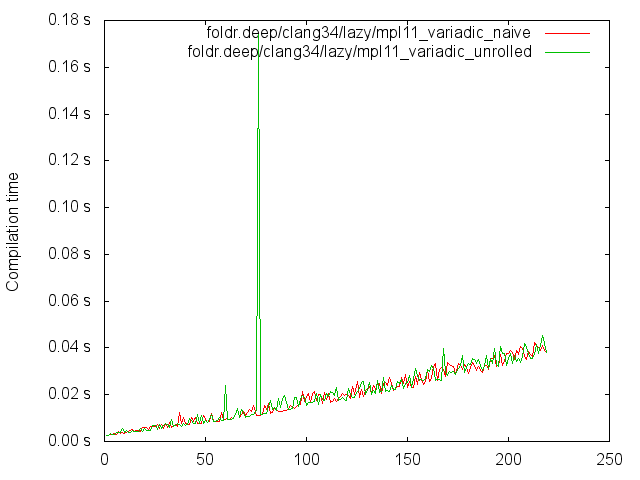 0.18 s
foldr.deep/clang34/lazy/mpl11_variadic_naive
foldr.deep/clang34/lazy/mpl11_variadic_unrolled
0.16 s
0.14 s
0.12 s
0.10 s
0.08 s
0.06 s
0.04 s
0.02 s
0.00 s
Compilation time
0 50 100 150 200 250